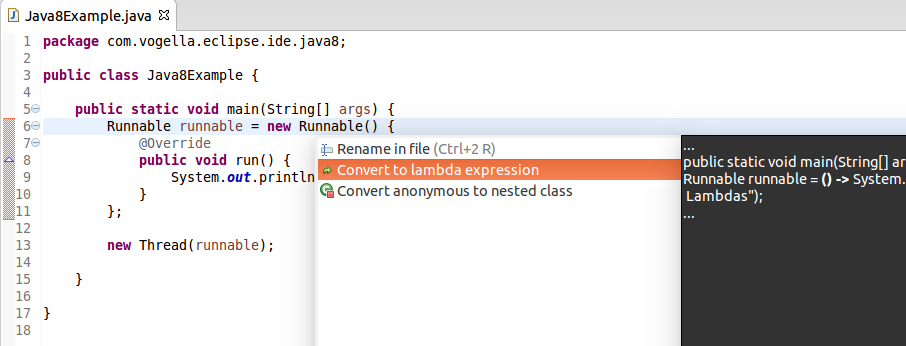 Java8Example.java
1 package com.vogella.eclipse.ide.java8;
2
3 public class Java8Example {
4
5 public static void main(String[] args) {
6 Runnable runnable = new Runnable() {
7 @Override
8 public void run() {
9 System.out.println
10 }
11 };
12
13 new Thread(runnable);
14
15 }
16
17 }
18
Rename in file (Ctrl+2 R)
Convert to lambda expression
Convert anonymous to nested class
...
public static void main(String[] ar
Runnable runnable = () -> System.
Lambdas");
...